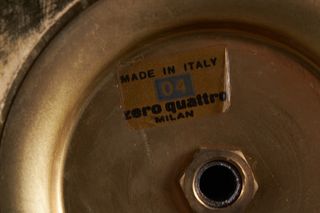 MADE IN ITALY
04
zero quattro
MILAN